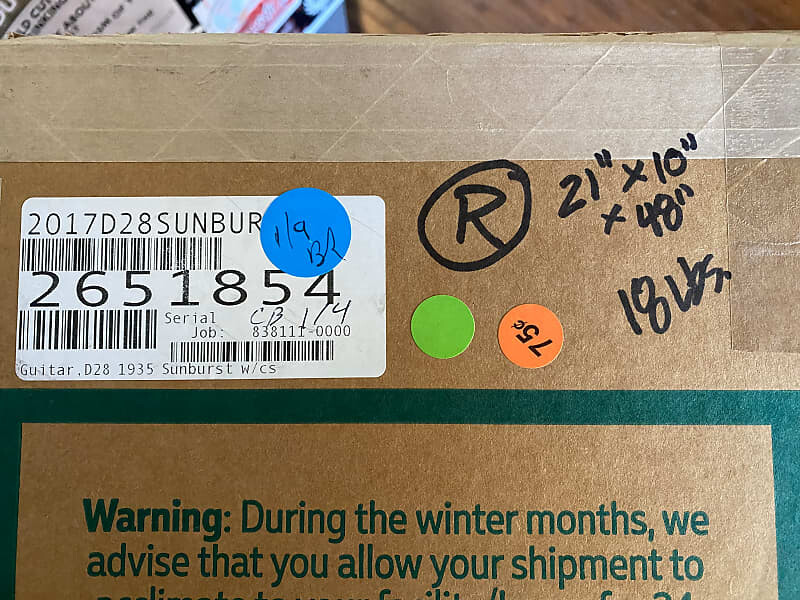 2017D28SUNBUR
1/9
BR
2651854
Serial
CB 1/4
Job: 838111-0000
Guitar,D28 1935 Sunburst w/cs
R
21" x 10"
x 48"
18 lbs.
75¢
Warning: During the winter months, we
advise that you allow your shipment to